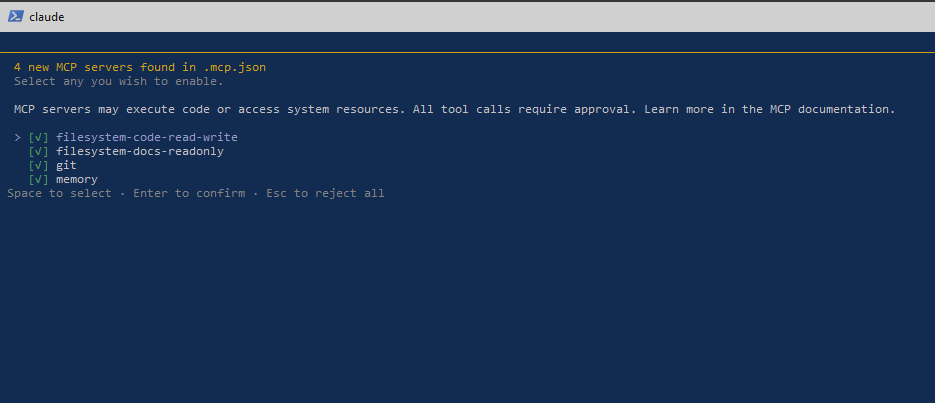 claude
4 new MCP servers found in .mcp.json
Select any you wish to enable.
MCP servers may execute code or access system resources. All tool calls require approval. Learn more in the MCP documentation.
> [√] filesystem-code-read-write
[√] filesystem-docs-readonly
[√] git
[√] memory
Space to select · Enter to confirm · Esc to reject all